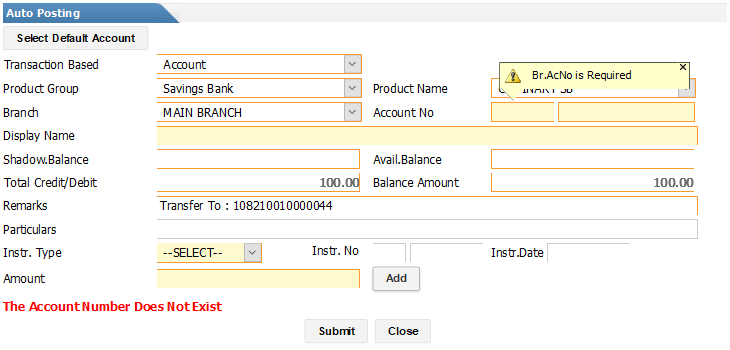 Auto Posting
Select Default Account
Transaction Based Account
Br.AcNo is Required
Product Group Savings Bank Product Name
Branch MAIN BRANCH Account No
Display Name
Shadow.Balance Avail.Balance
Total Credit/Debit 100.00 Balance Amount 100.00
Remarks Transfer To : 108210010000044
Particulars
Instr. Type --SELECT-- Instr. No Instr.Date
Amount Add
The Account Number Does Not Exist
Submit Close